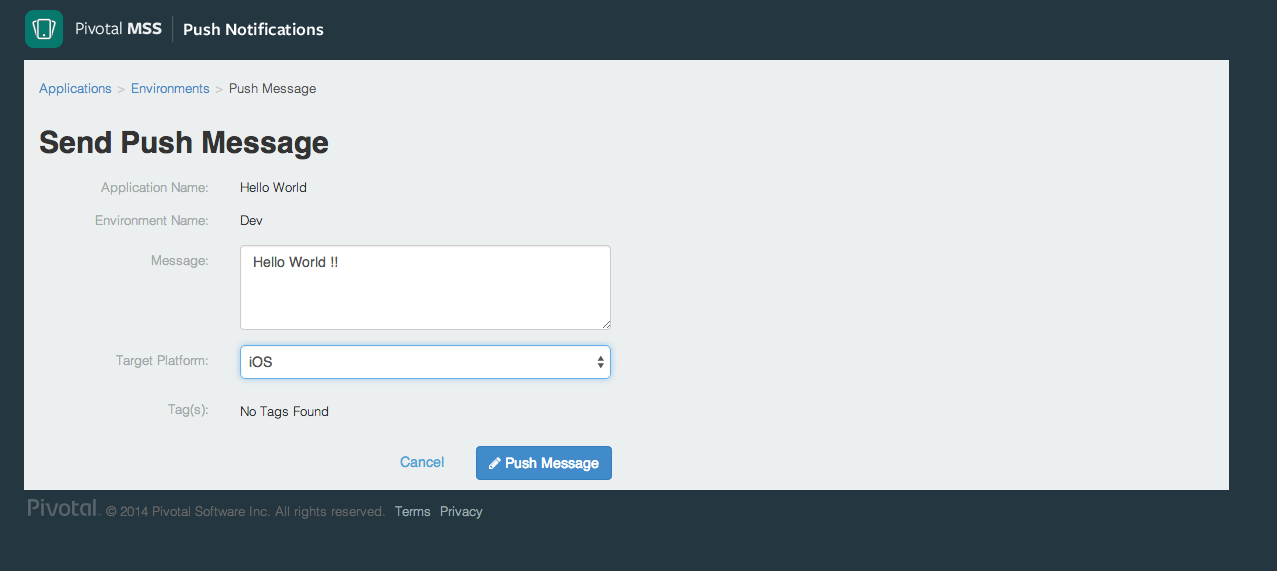 Pivotal MSS Push Notifications
Applications > Environments > Push Message
Send Push Message
Application Name: Hello World
Environment Name: Dev
Message: Hello World !!
Target Platform: iOS
Tag(s): No Tags Found
Cancel Push Message
Pivotal. © 2014 Pivotal Software Inc. All rights reserved. Terms Privacy